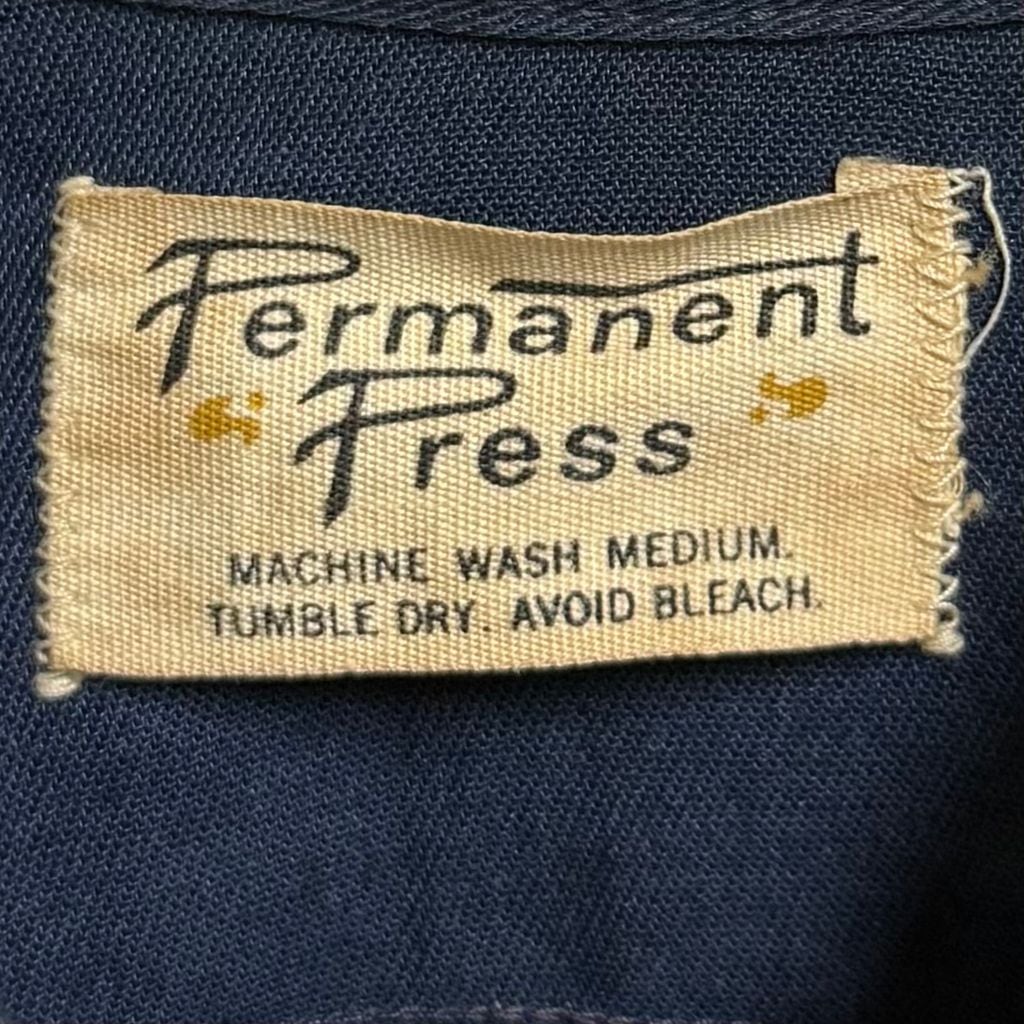 Permanent
Press
MACHINE WASH MEDIUM.
TUMBLE DRY. AVOID BLEACH.